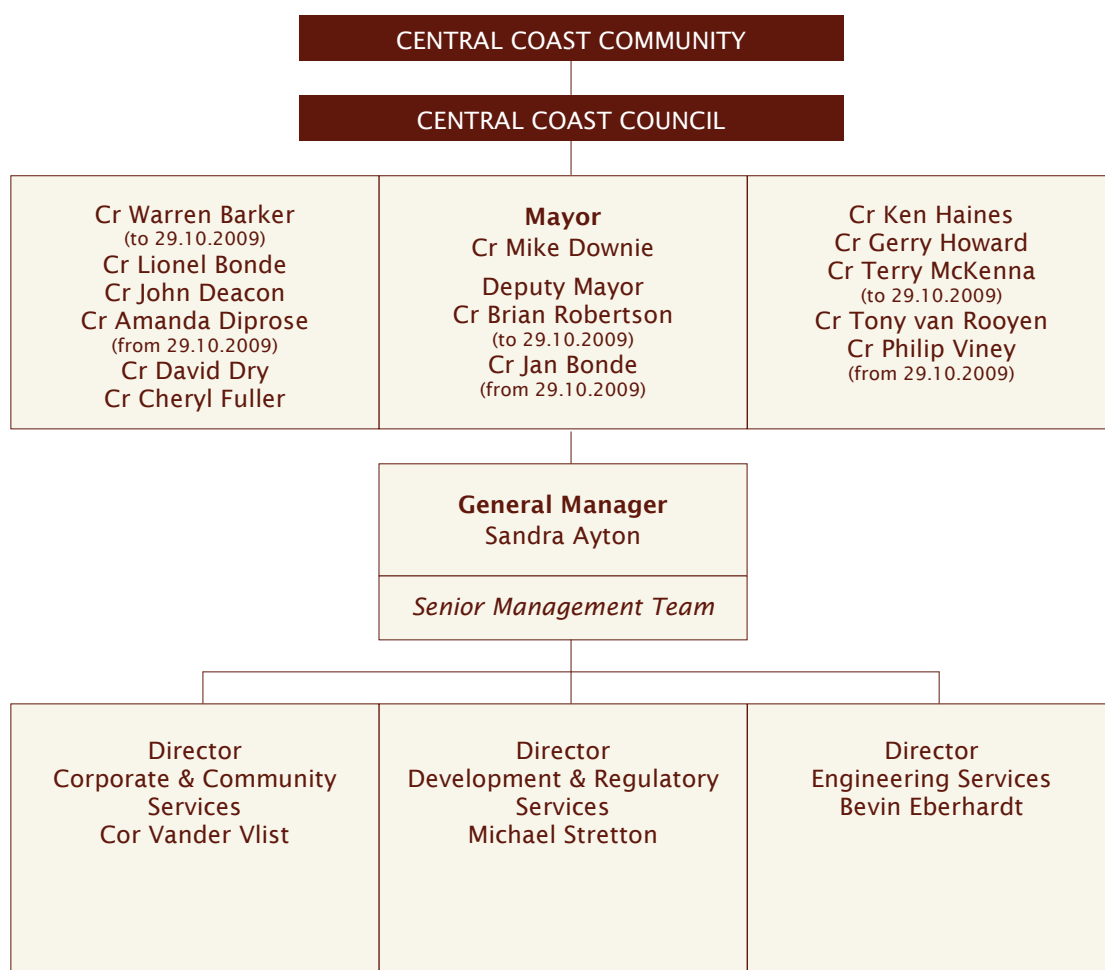 CENTRAL COAST COMMUNITY
CENTRAL COAST COUNCIL
Cr Warren Barker
(to 29.10.2009)
Cr Lionel Bonde
Cr John Deacon
Cr Amanda Diprose
(from 29.10.2009)
Cr David Dry
Cr Cheryl Fuller
Mayor
Cr Mike Downie
Deputy Mayor
Cr Brian Robertson
(to 29.10.2009)
Cr Jan Bonde
(from 29.10.2009)
Cr Ken Haines
Cr Gerry Howard
Cr Terry McKenna
(to 29.10.2009)
Cr Tony van Rooyen
Cr Philip Viney
(from 29.10.2009)
General Manager
Sandra Ayton
Senior Management Team
Director
Corporate & Community
Services
Cor Vander Vlist
Director
Development & Regulatory
Services
Michael Stretton
Director
Engineering Services
Bevin Eberhardt